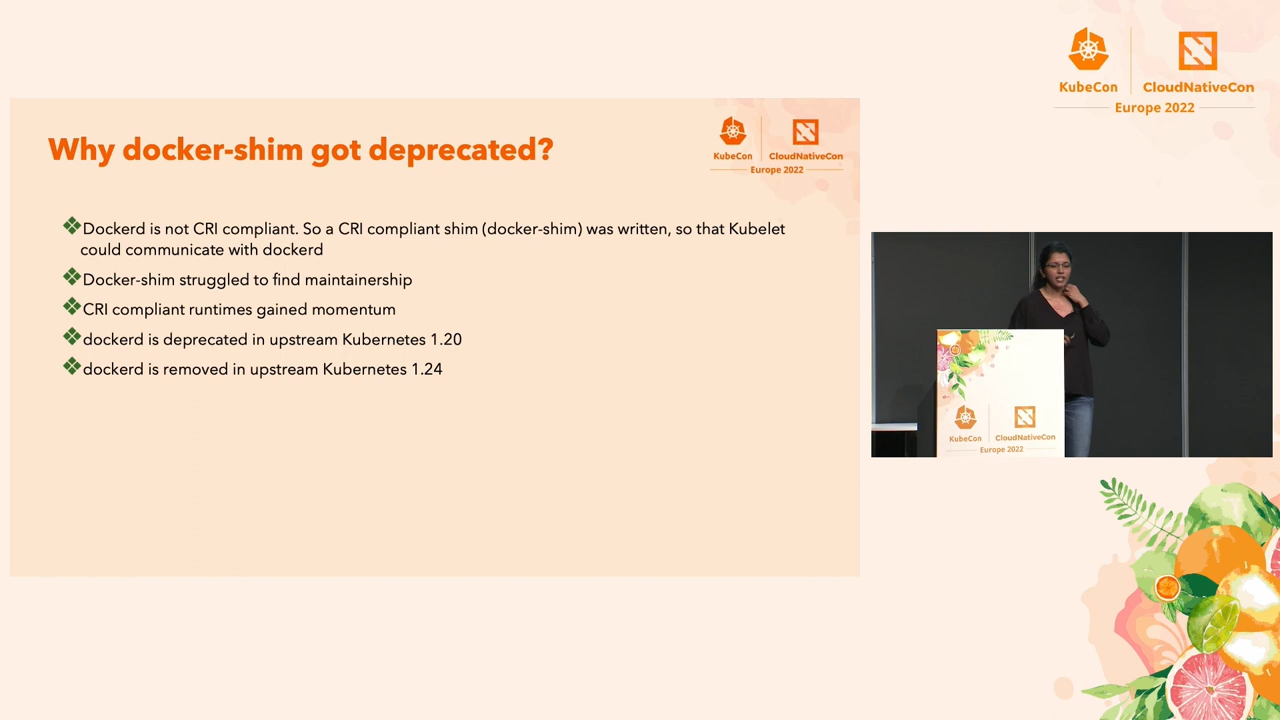 KubeCon
CloudNativeCon
Europe 2022
Why docker-shim got deprecated?
KubeCon
CloudNativeCon
Europe 2022
Dockerd is not CRI compliant. So a CRI compliant shim (docker-shim) was written, so that Kubelet
could communicate with dockerd
Docker-shim struggled to find maintainership
CRI compliant runtimes gained momentum
dockerd is deprecated in upstream Kubernetes 1.20
dockerd is removed in upstream Kubernetes 1.24
KubeCon
CloudNativeCon
Europe 2022